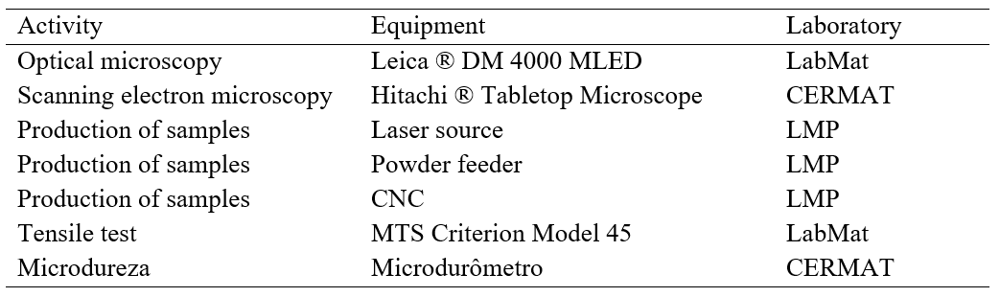 Activity Equipment Laboratory
Optical microscopy Leica ® DM 4000 MLED LabMat
Scanning electron microscopy Hitachi ® Tabletop Microscope CERMAT
Production of samples Laser source LMP
Production of samples Powder feeder LMP
Production of samples CNC LMP
Tensile test MTS Criterion Model 45 LabMat
Microdureza Microdurômetro CERMAT